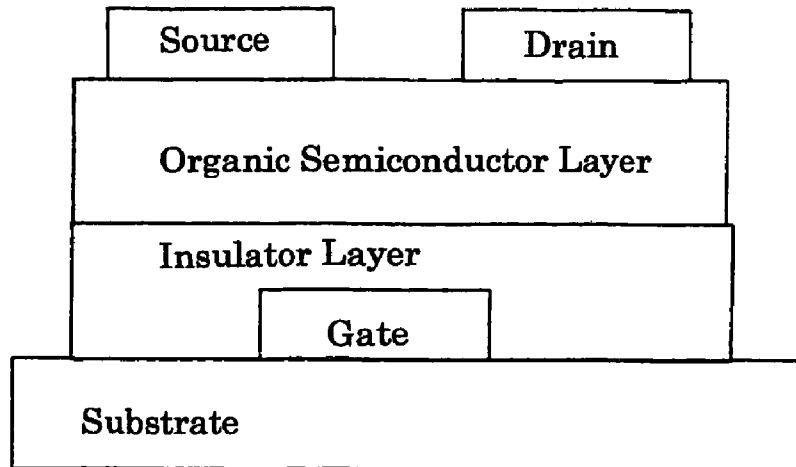 Source
Drain
Organic Semiconductor Layer
Insulator Layer
Gate
Substrate